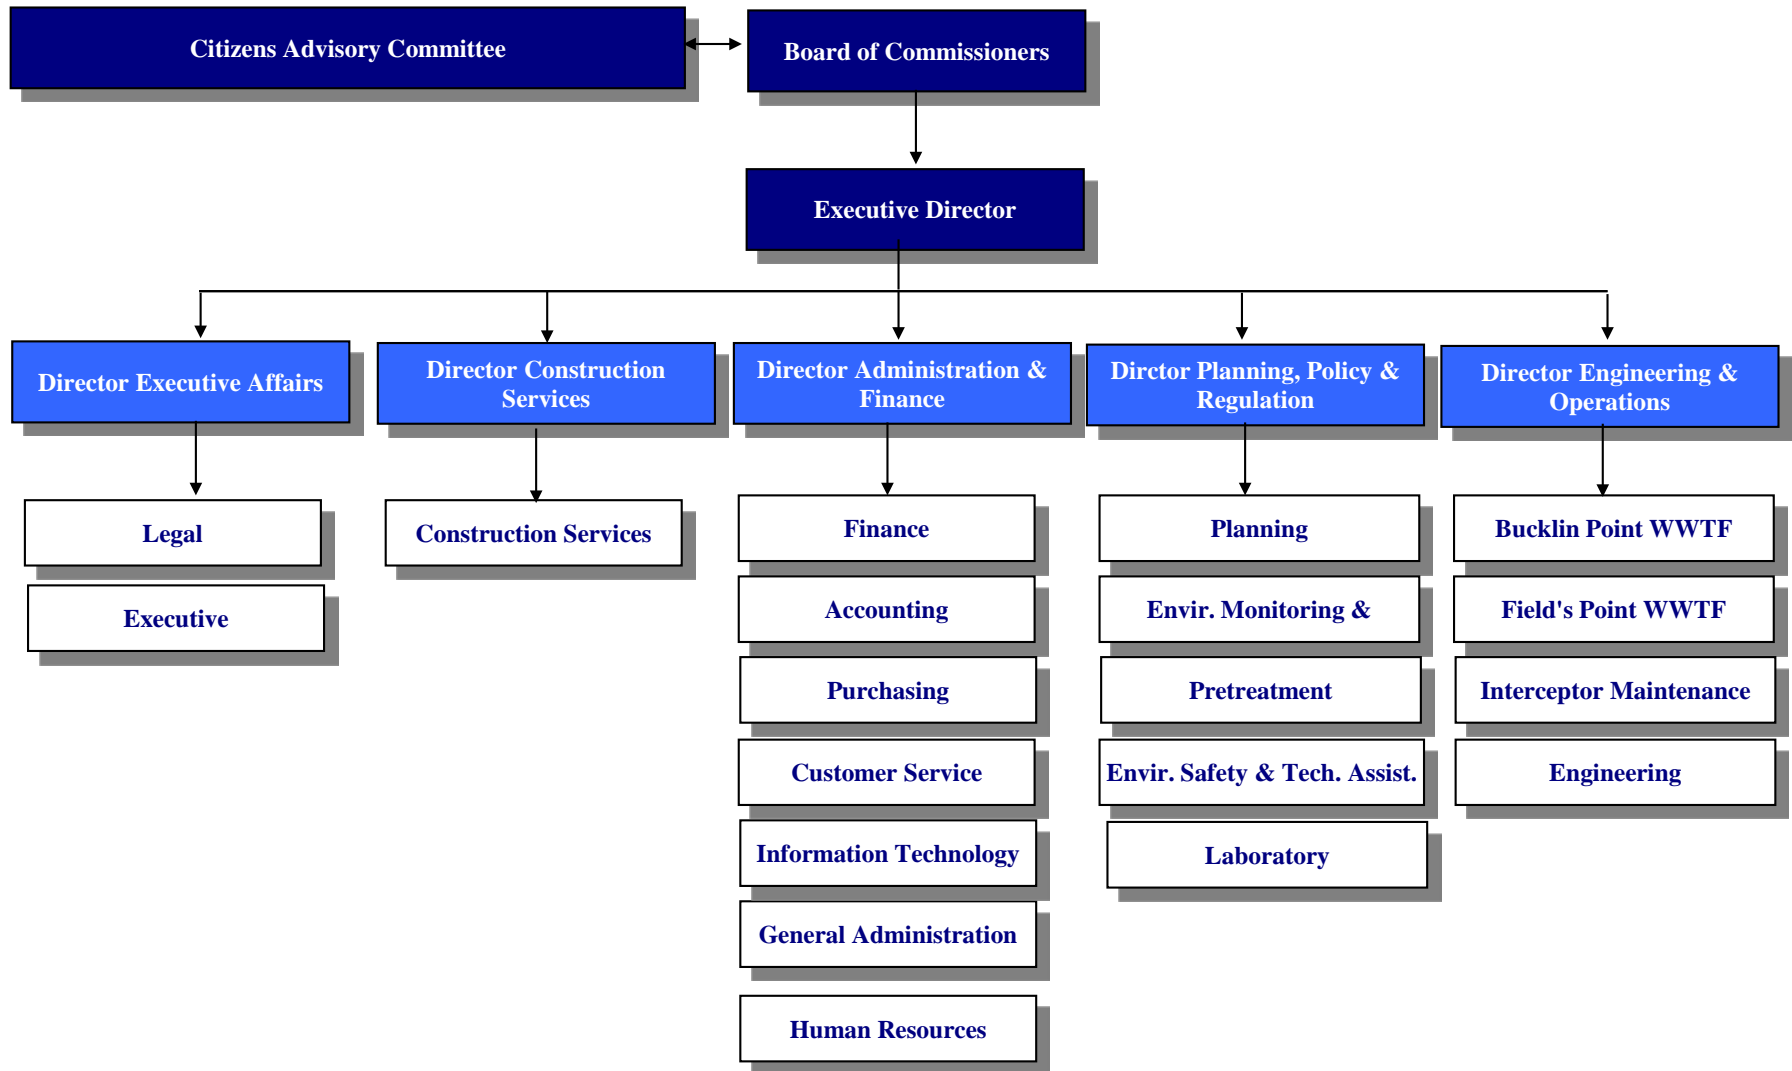 Citizens Advisory Committee
Board of Commissioners
Executive Director
Director Executive Affairs
Director Construction
Services
Director Administration &
Finance
Dirctor Planning, Policy &
Regulation
Director Engineering &
Operations
Legal
Executive
Construction Services
Finance
Accounting
Purchasing
Customer Service
Information Technology
General Administration
Human Resources
Planning
Envir. Monitoring &
Pretreatment
Envir. Safety & Tech. Assist.
Laboratory
Bucklin Point WWTF
Field's Point WWTF
Interceptor Maintenance
Engineering